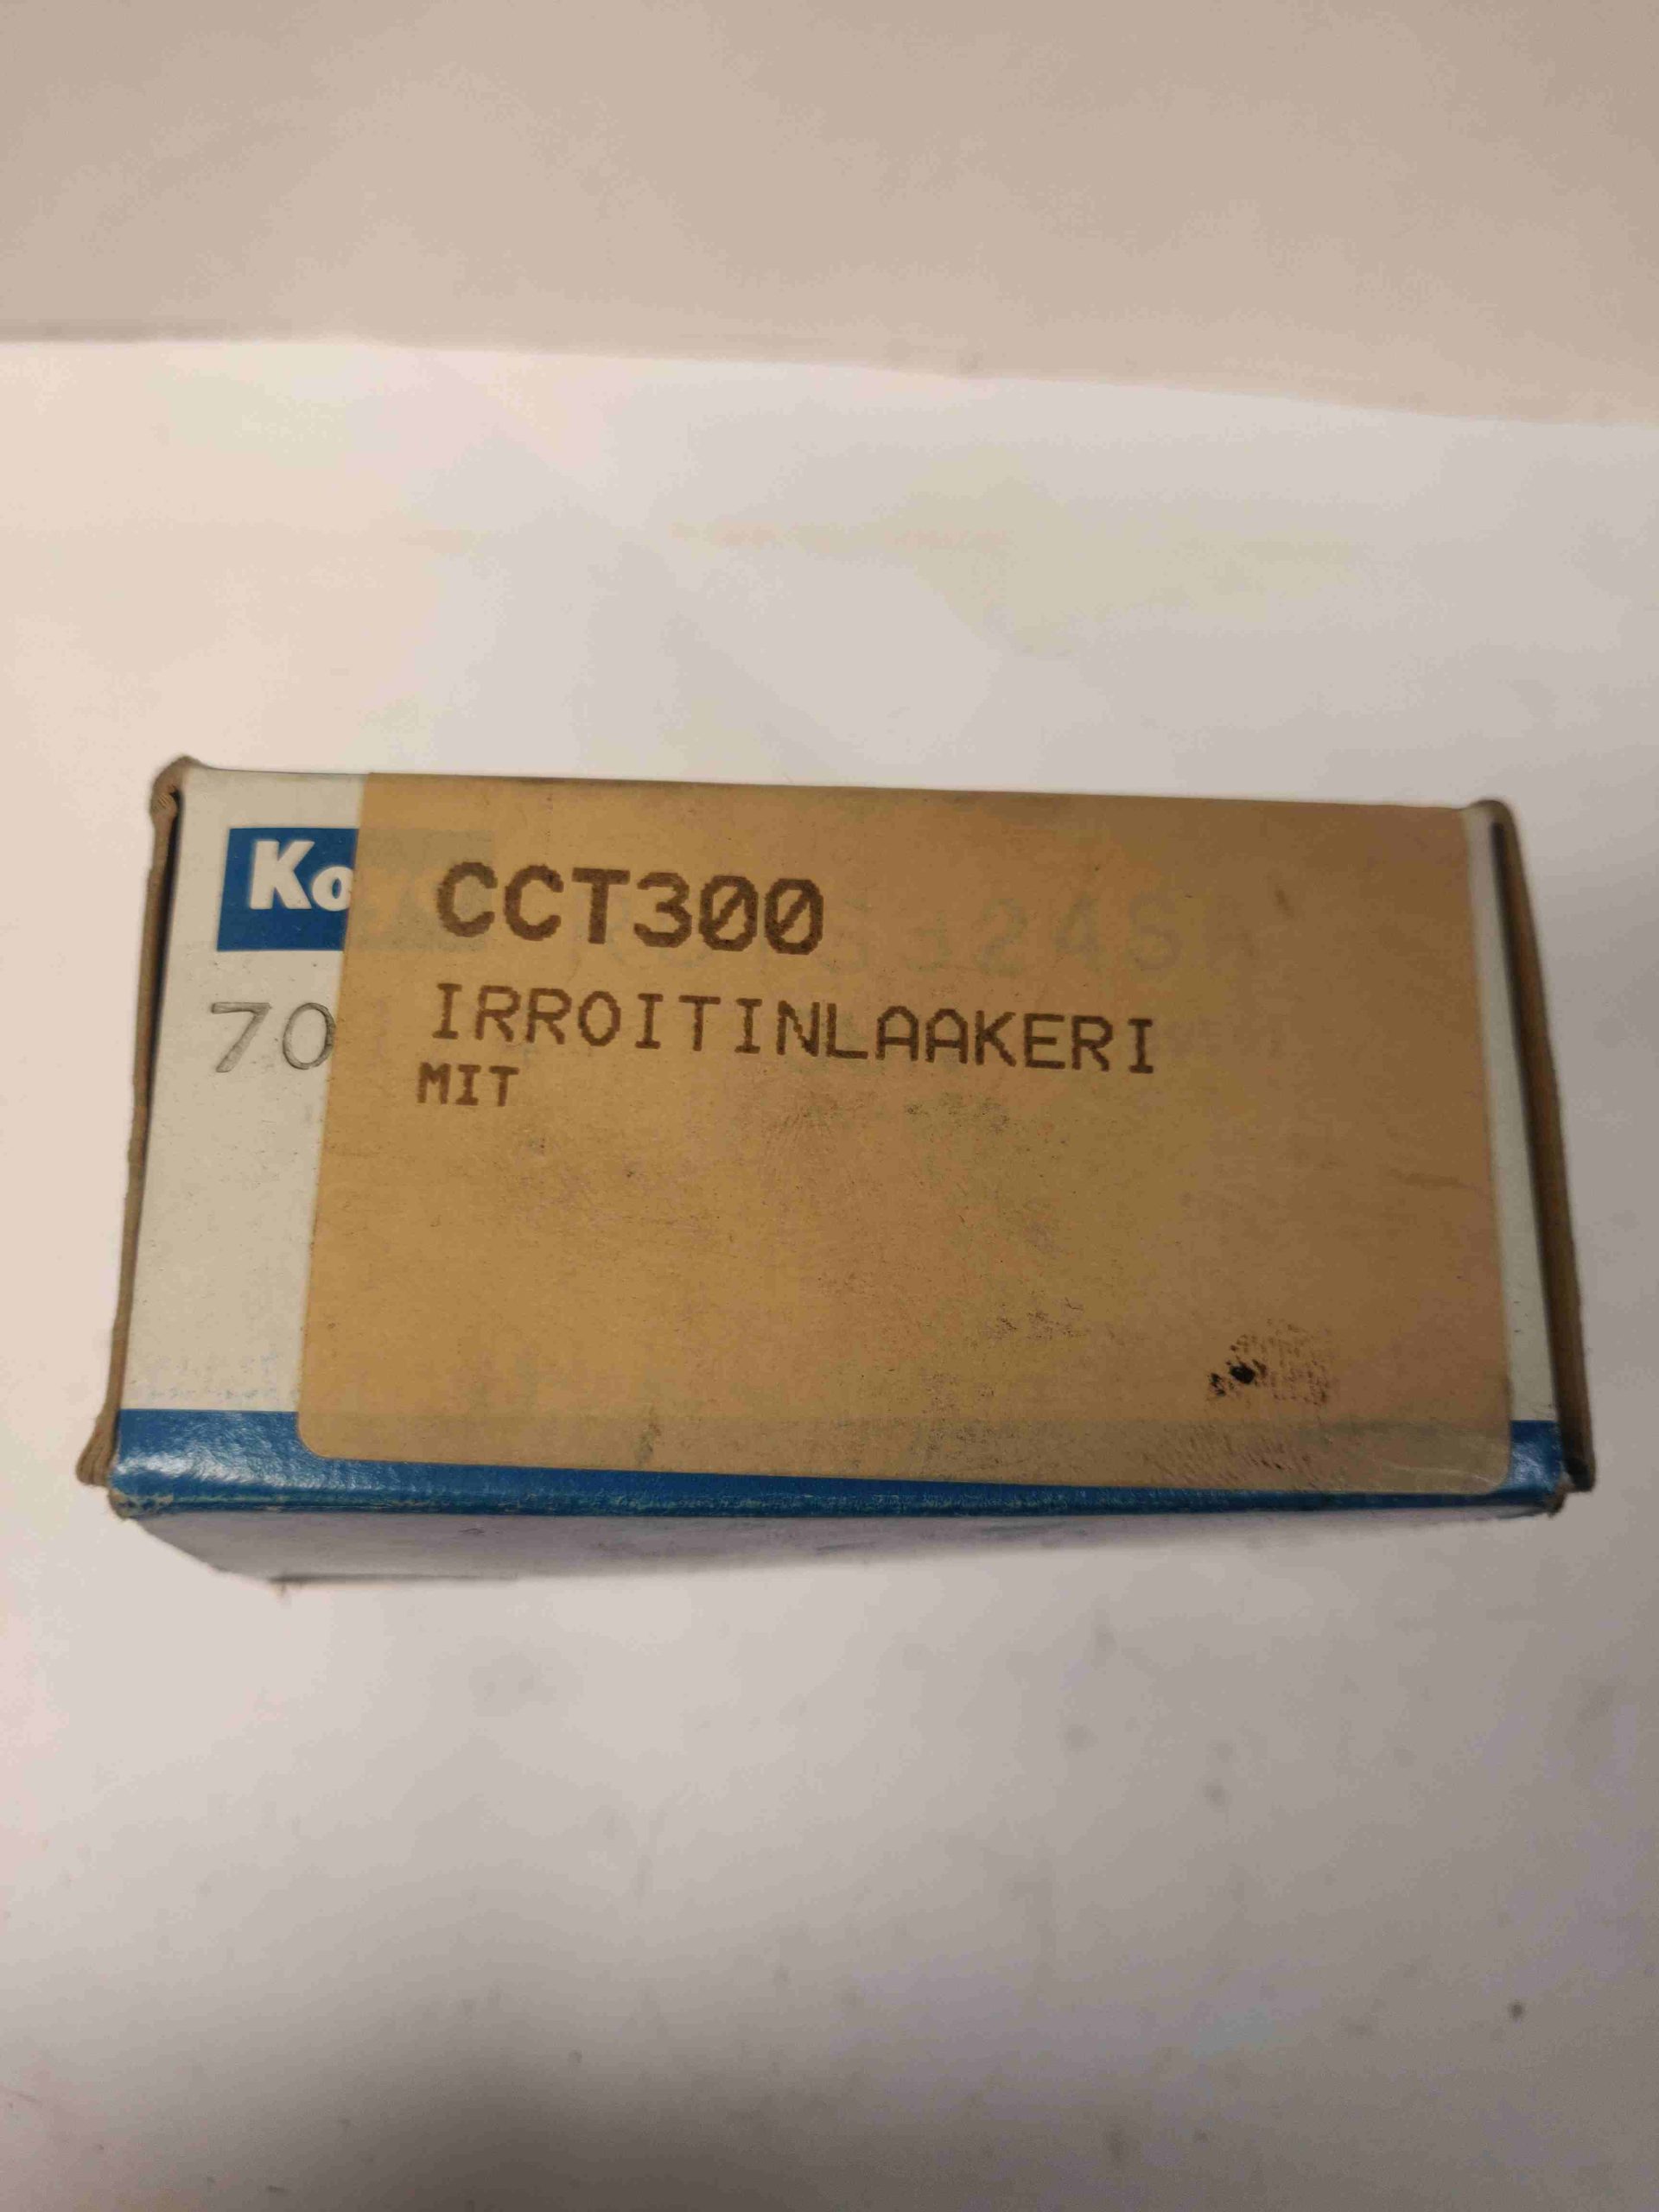 Ko
CCT300
70
IRROITINLAAKERI
MIT